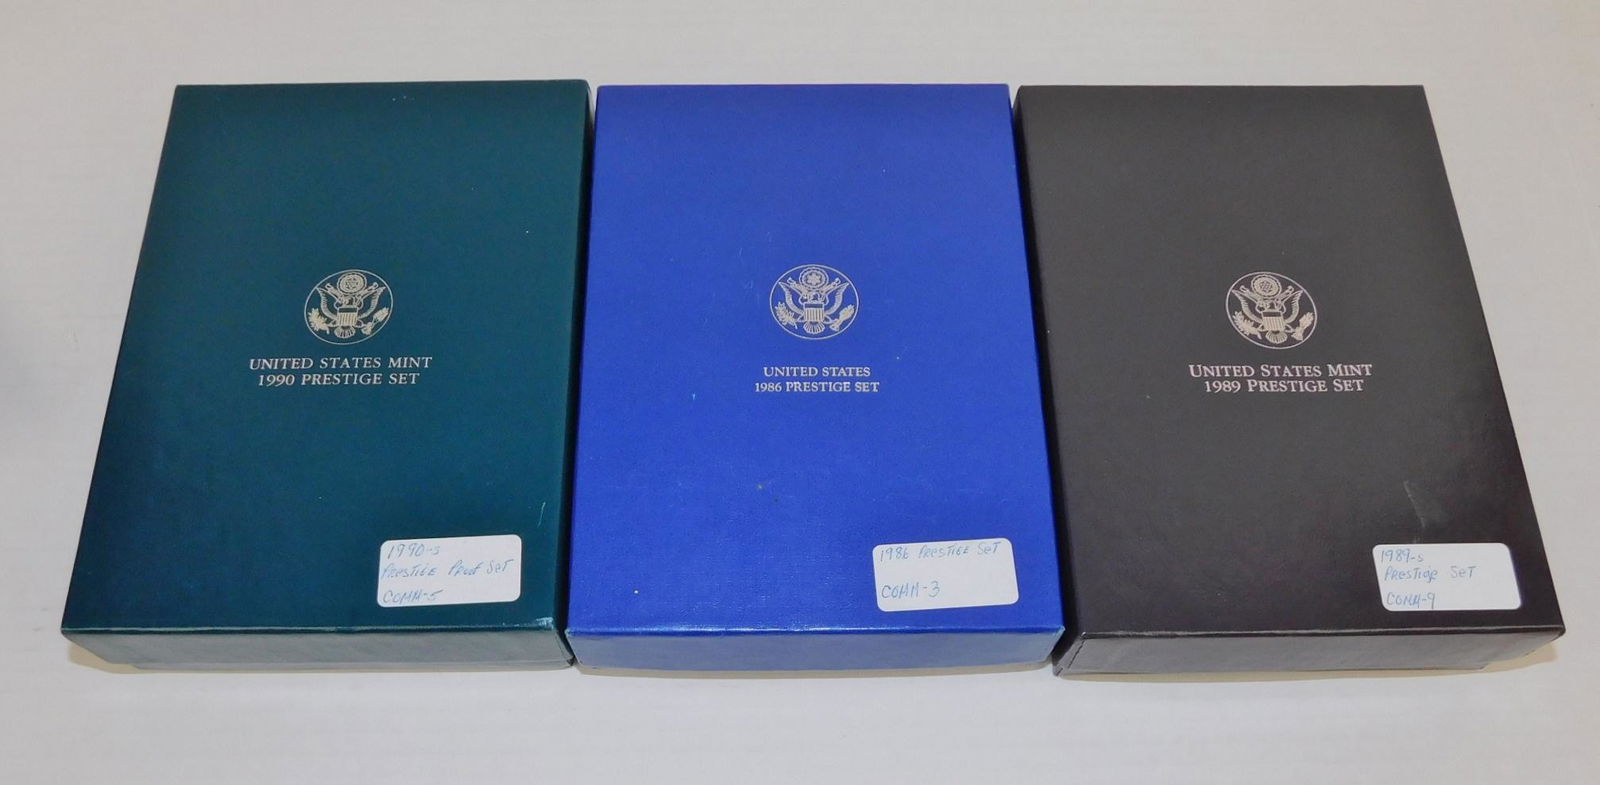 UNITED STATES MINT
1990 PRESTIGE SET
1990-S
PRESTIGE PROOF SET
COMM-5
UNITED STATES
1986 PRESTIGE SET
1986 PRESTIGE SET
COMM-3
UNITED STATES MINT
1989 PRESTIGE SET
1989-S
PRESTIGE SET
COMM-9